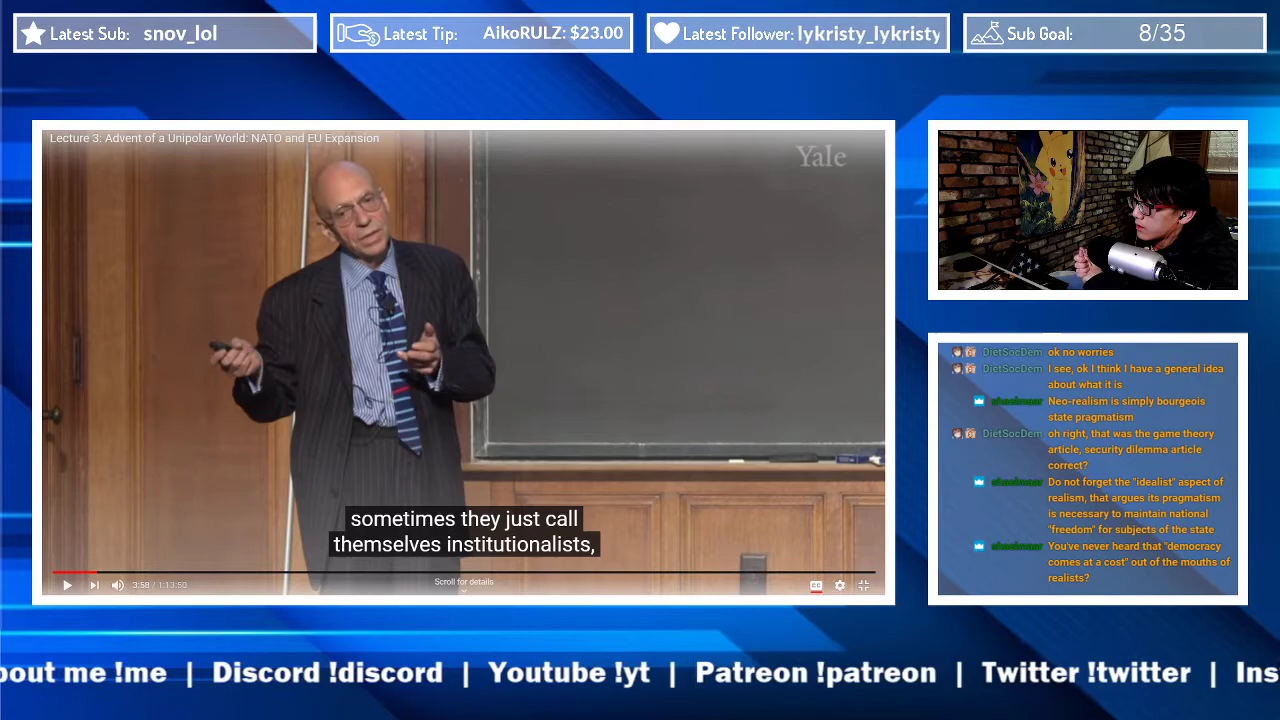 Latest Sub: snov_lol
Latest Tip: AikoRULZ: $23.00
Latest Follower: lykristy_lykristy
Sub Goal: 8/35
Lecture 3: Advent of a Unipolar World: NATO and EU Expansion
Yale
sometimes they just call
themselves institutionalists,
3:58 / 1:13:50
Scroll for details
CC
DietSocDem ok no worries
DietSocDem I see, ok I think I have a general idea
about what it is
Neo-realism is simply bourgeois
state pragmatism
DietSocDem oh right, that was the game theory
article, security dilemma article
correct?
Do not forget the "idealist" aspect of
realism, that argues its pragmatism
is necessary to maintain national
"freedom" for subjects of the state
You've never heard that "democracy
comes at a cost" out of the mouths of
realists?
bout me !me | Discord !discord | Youtube !yt | Patreon !patreon | Twitter !twitter | Ins